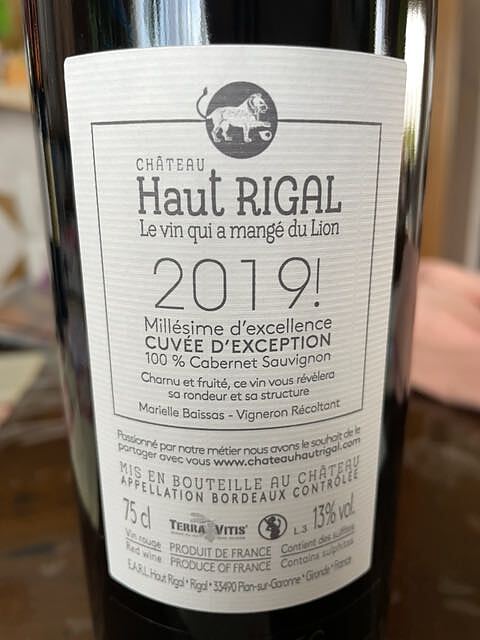 CHÂTEAU
Haut RIGAL
Le vin qui a mangé du Lion
2019!
Millésime d'excellence
CUVÉE D'EXCEPTION
100 % Cabernet Sauvignon
Charnu et fruité, ce vin vous révèlera
sa rondeur et sa structure
Marielle Baissas - Vigneron Récoltant
Passionné par notre métier nous avons le souhait de le
partager avec vous www.chateauhautrigal.com
MIS EN BOUTEILLE AU CHÂTEAU
APPELLATION BORDEAUX CONTRÔLÉE
75 cl TERRA VITIS L.3 13% vol.
Vin rouge PRODUIT DE FRANCE Contient des sulfites
Red wine PRODUCE OF FRANCE Contains sulphites
E.A.R.L. Haut Rigal • Rigal • 33490 Pian-sur-Garonne • Gironde • France